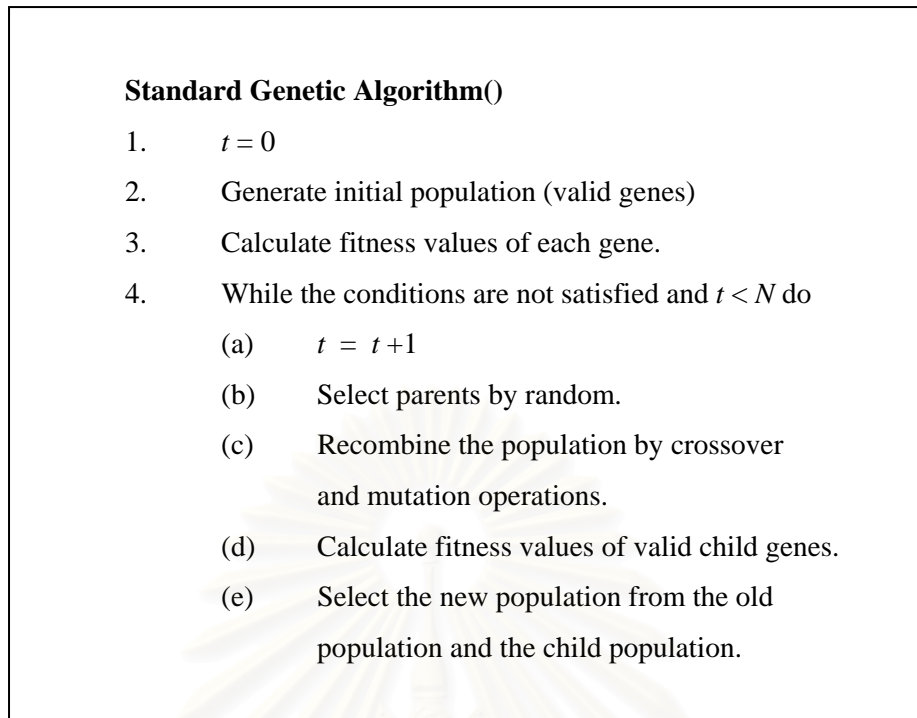 Standard Genetic Algorithm()
1. t = 0
2. Generate initial population (valid genes)
3. Calculate fitness values of each gene.
4. While the conditions are not satisfied and t < N do
(a) t = t +1
(b) Select parents by random.
(c) Recombine the population by crossover
and mutation operations.
(d) Calculate fitness values of valid child genes.
(e) Select the new population from the old
population and the child population.